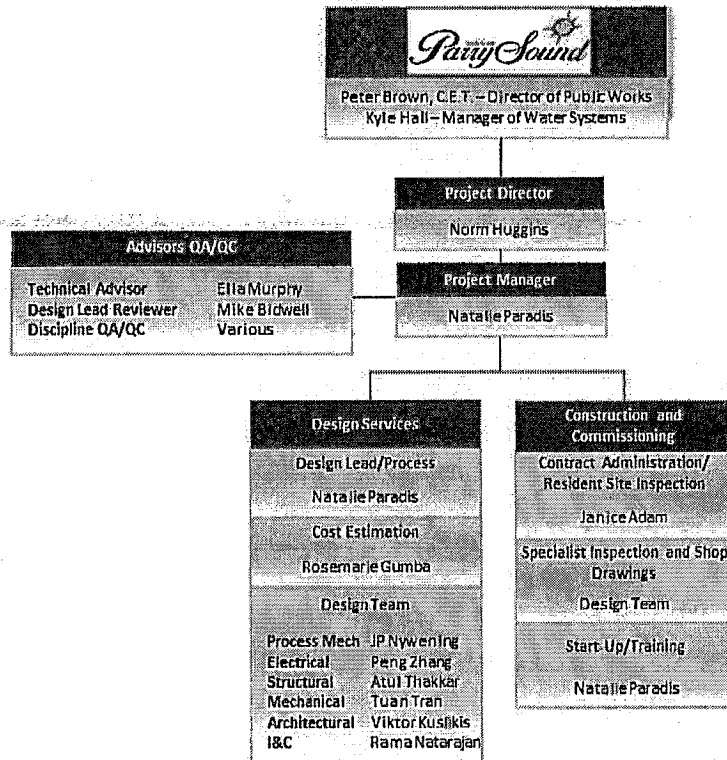 Parry Sound
Peter Brown, C.E.T. – Director of Public Works
Kyle Hall – Manager of Water Systems
Project Director
Norm Huggins
Advisors QA/QC
Technical Advisor Ella Murphy
Design Lead Reviewer Mike Bidwell
Discipline QA/QC Various
Project Manager
Natalie Paradis
Design Services
Design Lead/Process
Natalie Paradis
Cost Estimation
Rosemarie Gumba
Design Team
Process Mech JP Nywening
Electrical Peng Zhang
Structural Atul Thakkar
Mechanical Tuan Tran
Architectural Viktor Kuslikis
I&C Rama Natarajan
Construction and
Commissioning
Contract Administration/
Resident Site Inspection
Janice Adam
Specialist Inspection and Shop
Drawings
Design Team
Start-Up/Training
Natalie Paradis